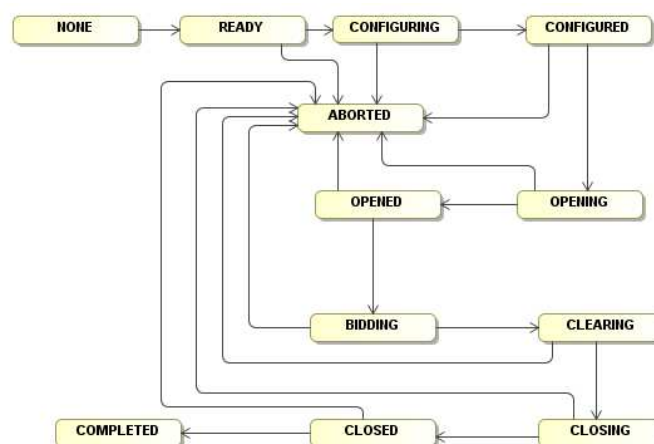 NONE
READY
CONFIGURING
CONFIGURED
ABORTED
OPENED
OPENING
BIDDING
CLEARING
COMPLETED
CLOSED
CLOSING